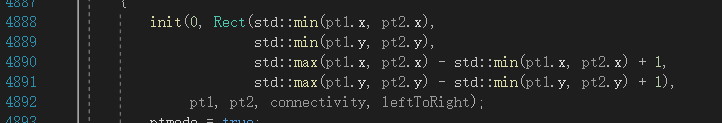 4887 {
4888 init(0, Rect(std::min(pt1.x, pt2.x),
4889 std::min(pt1.y, pt2.y),
4890 std::max(pt1.x, pt2.x) - std::min(pt1.x, pt2.x) + 1,
4891 std::max(pt1.y, pt2.y) - std::min(pt1.y, pt2.y) + 1),
4892 pt1, pt2, connectivity, leftToRight);
4893 ptmode = true;